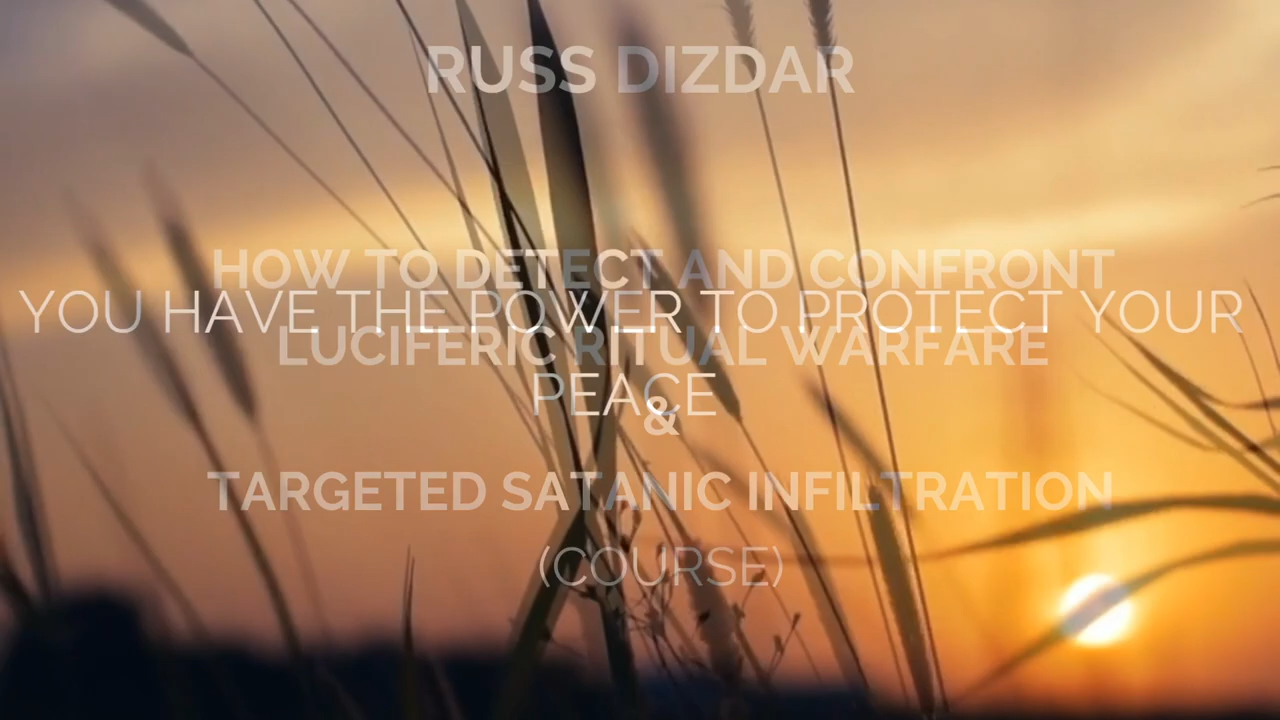 RUSS DIZDAR
HOW TO DETECT AND CONFRONT
YOU HAVE THE POWER TO PROTECT YOUR
LUCIFERIC RITUAL WARFARE
PEACE
&
TARGETED SATANIC INFILTRATION
(COURSE)